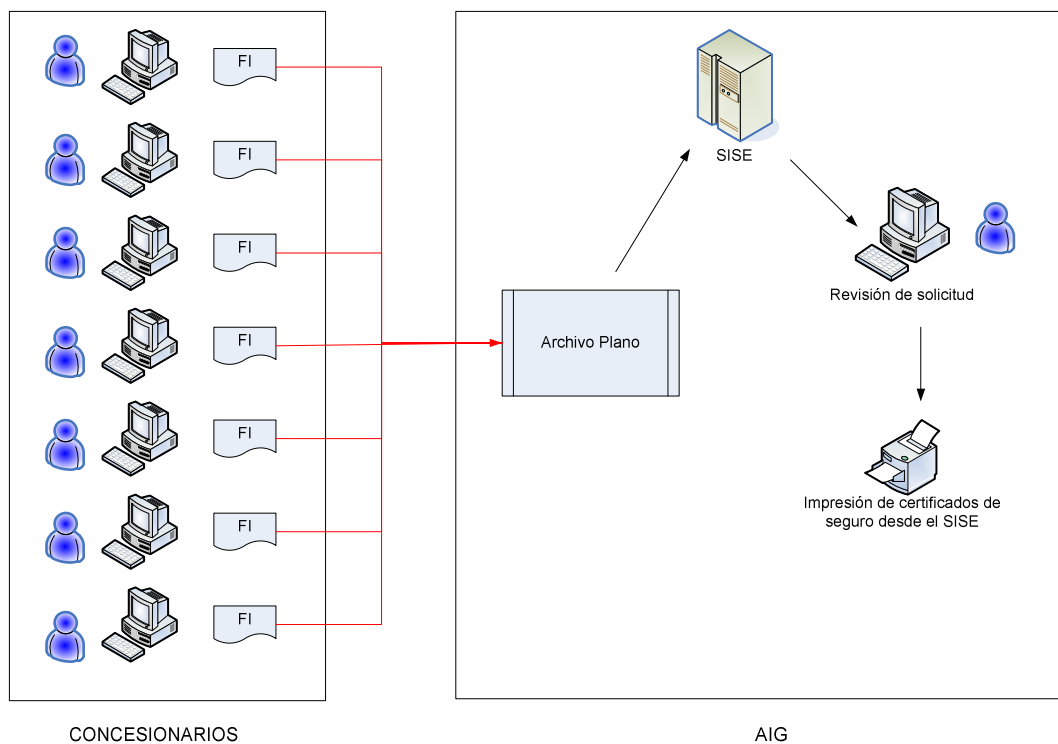 FI
FI
FI
FI
FI
FI
FI
CONCESIONARIOS
SISE
Archivo Plano
Revisión de solicitud
Impresión de certificados de
seguro desde el SISE
AIG